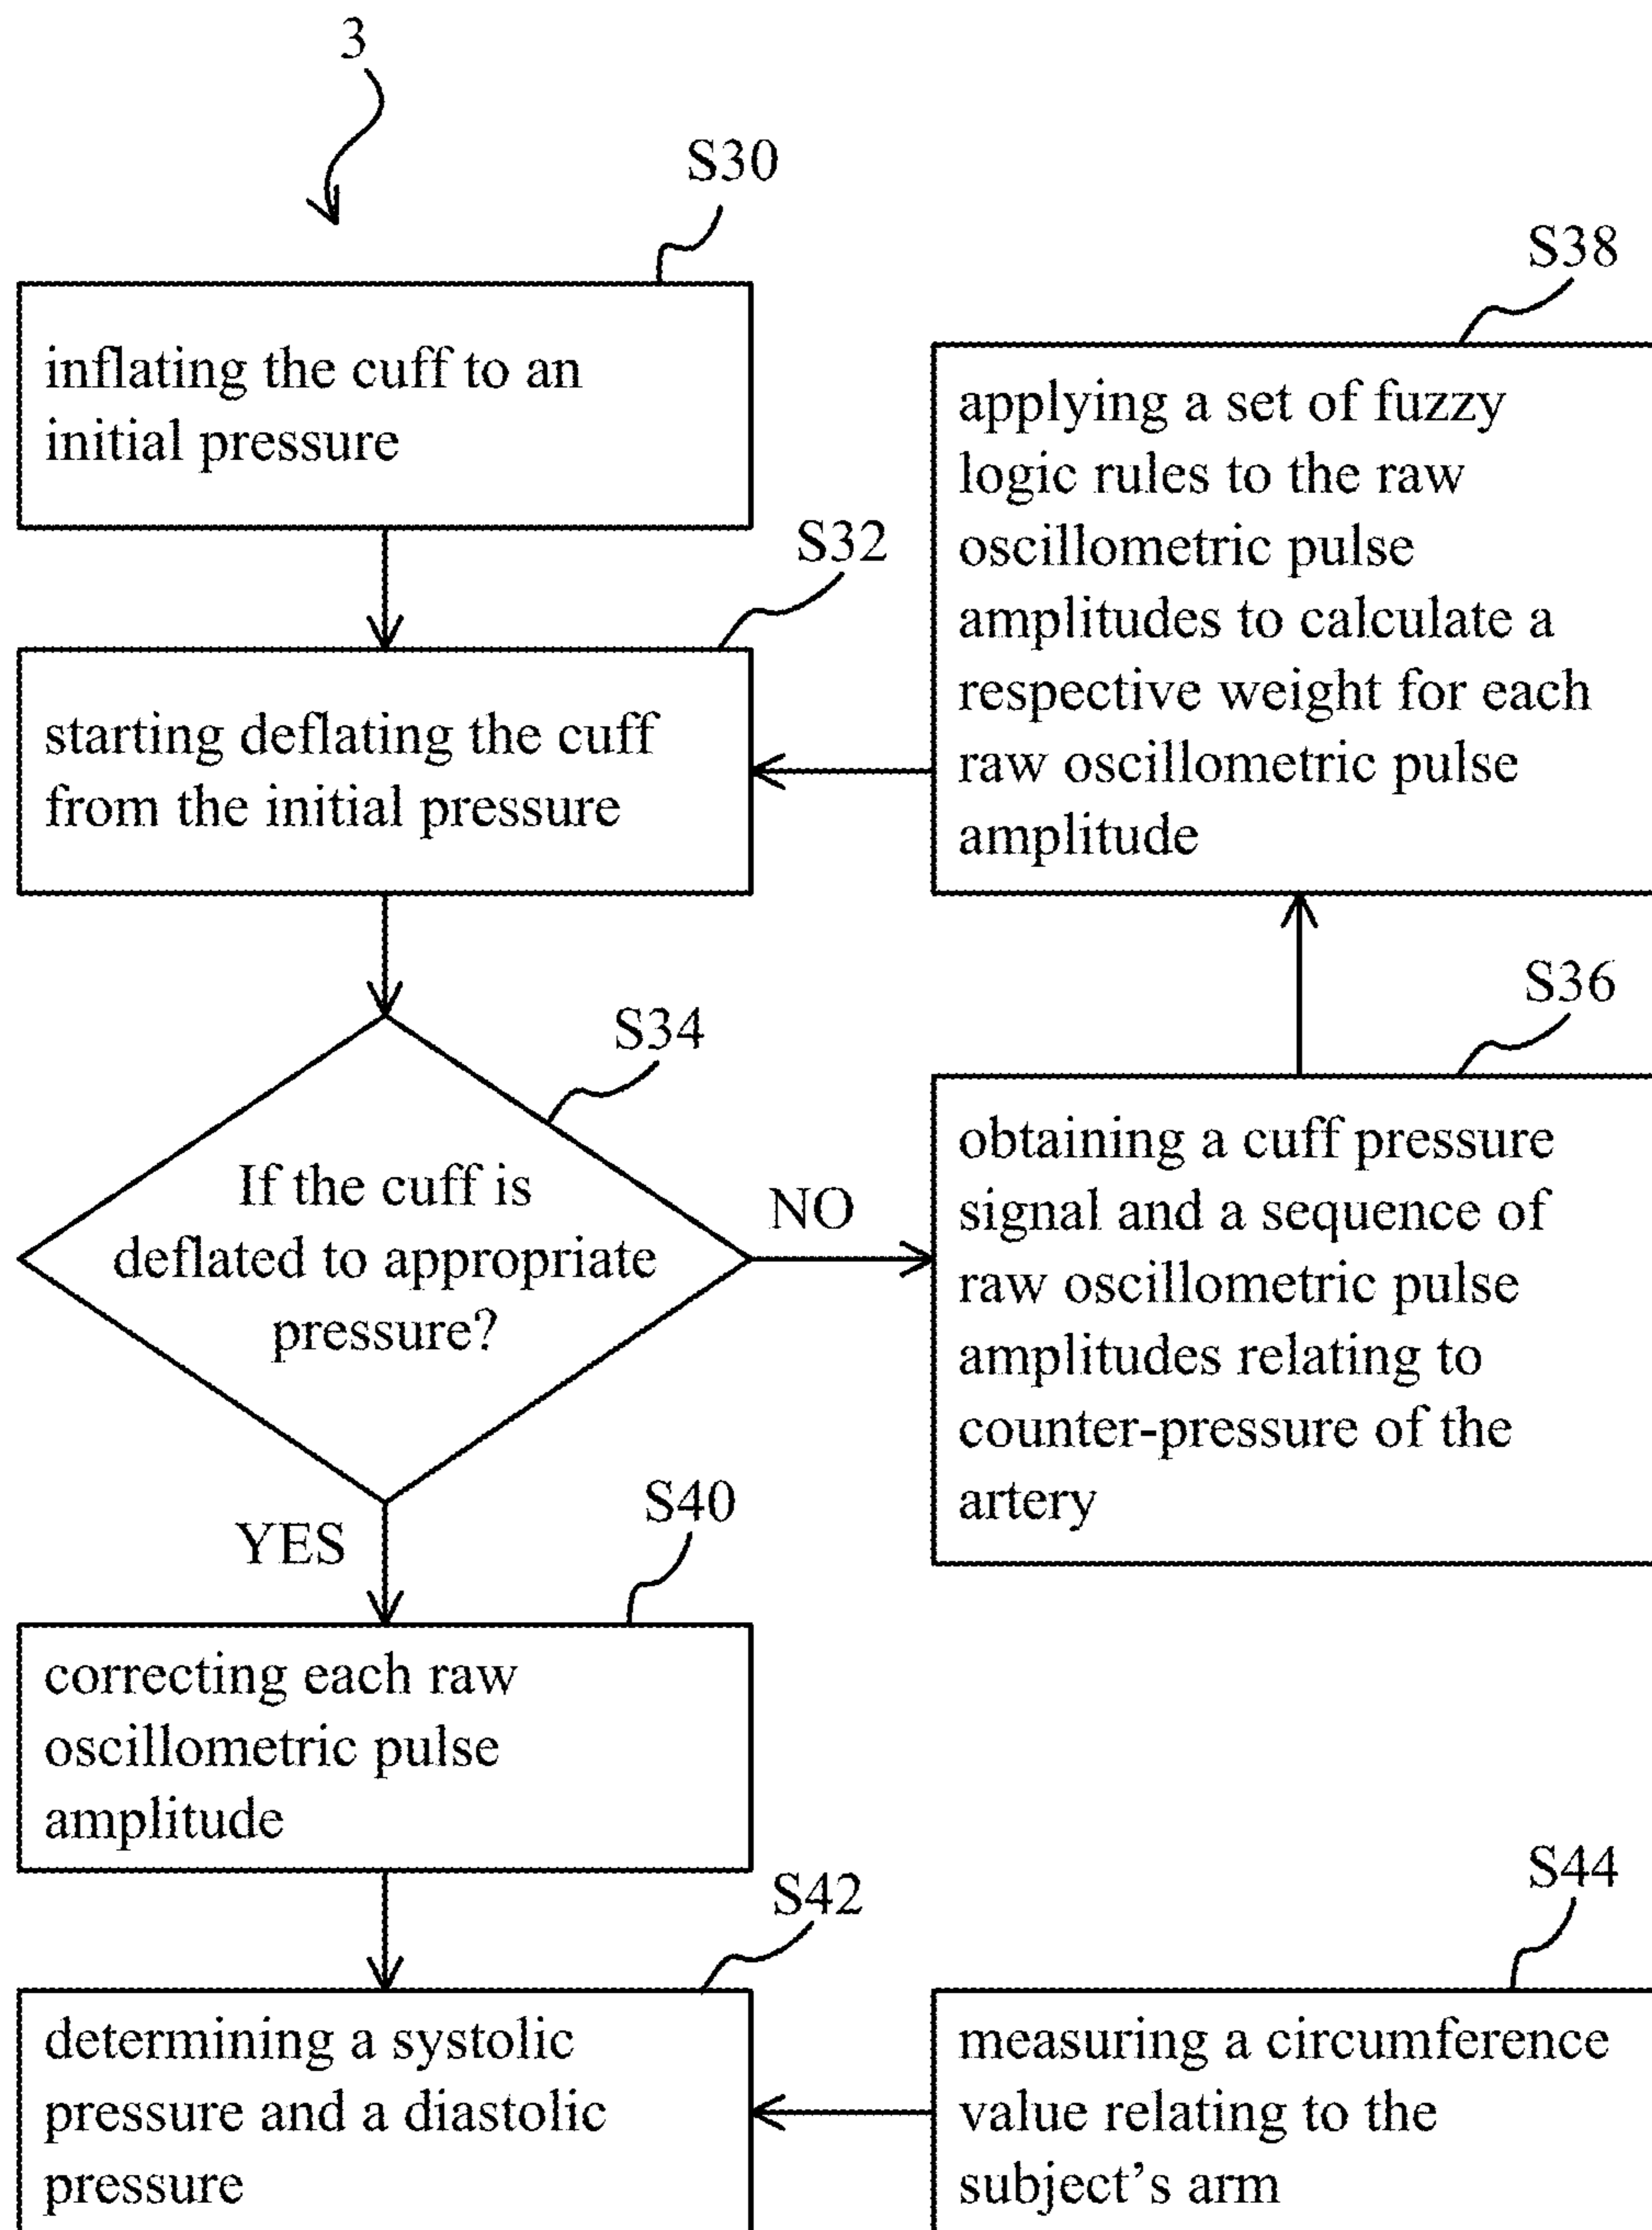 3
S30
inflating the cuff to an
initial pressure
S32
starting deflating the cuff
from the initial pressure
S34
If the cuff is
deflated to appropriate
pressure?
NO
YES
S36
obtaining a cuff pressure
signal and a sequence of
raw oscillometric pulse
amplitudes relating to
counter-pressure of the
artery
S38
applying a set of fuzzy
logic rules to the raw
oscillometric pulse
amplitudes to calculate a
respective weight for each
raw oscillometric pulse
amplitude
S40
correcting each raw
oscillometric pulse
amplitude
S42
determining a systolic
pressure and a diastolic
pressure
S44
measuring a circumference
value relating to the
subject's arm